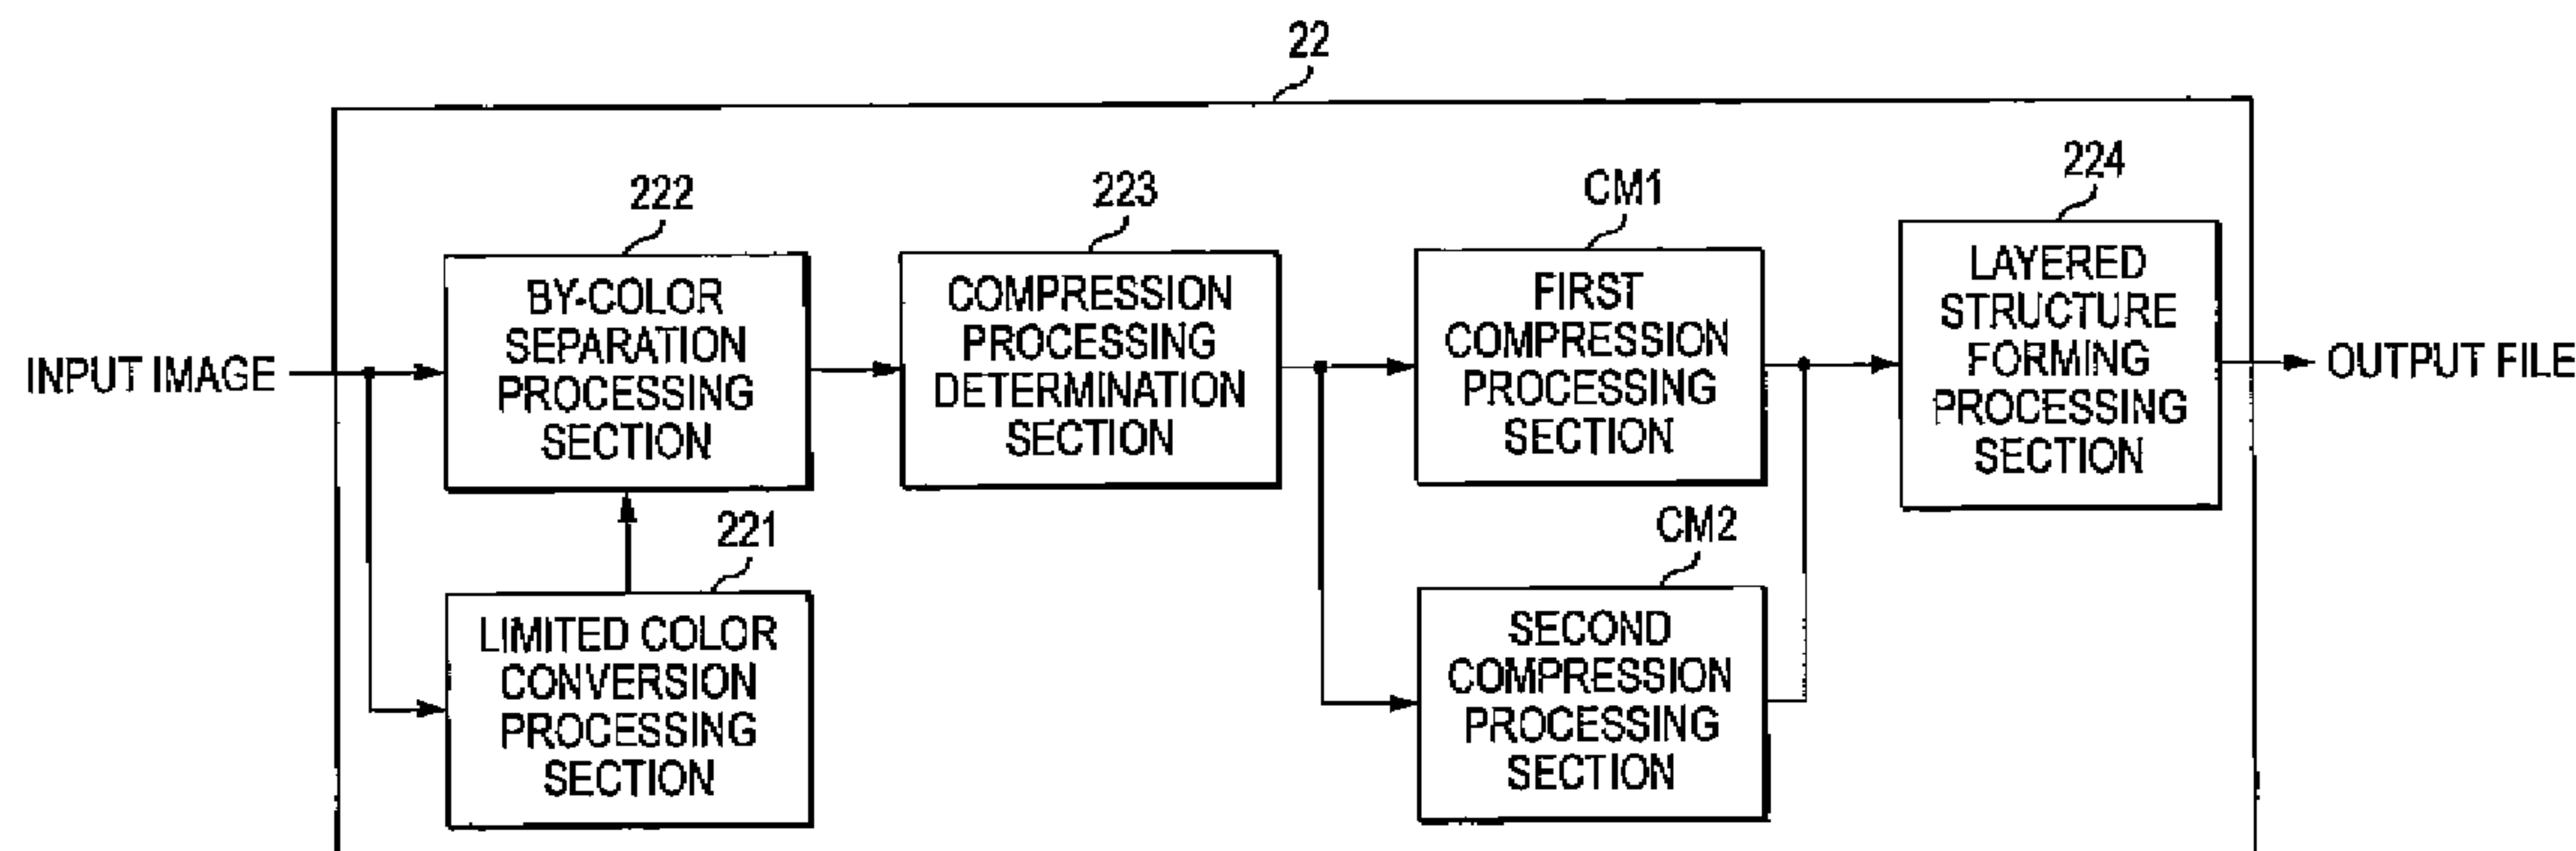 22
222
BY-COLOR
SEPARATION
PROCESSING
SECTION
223
COMPRESSION
PROCESSING
DETERMINATION
SECTION
CM1
FIRST
COMPRESSION
PROCESSING
SECTION
224
LAYERED
STRUCTURE
FORMING
PROCESSING
SECTION
INPUT IMAGE
OUTPUT FILE
221
LIMITED COLOR
CONVERSION
PROCESSING
SECTION
CM2
SECOND
COMPRESSION
PROCESSING
SECTION